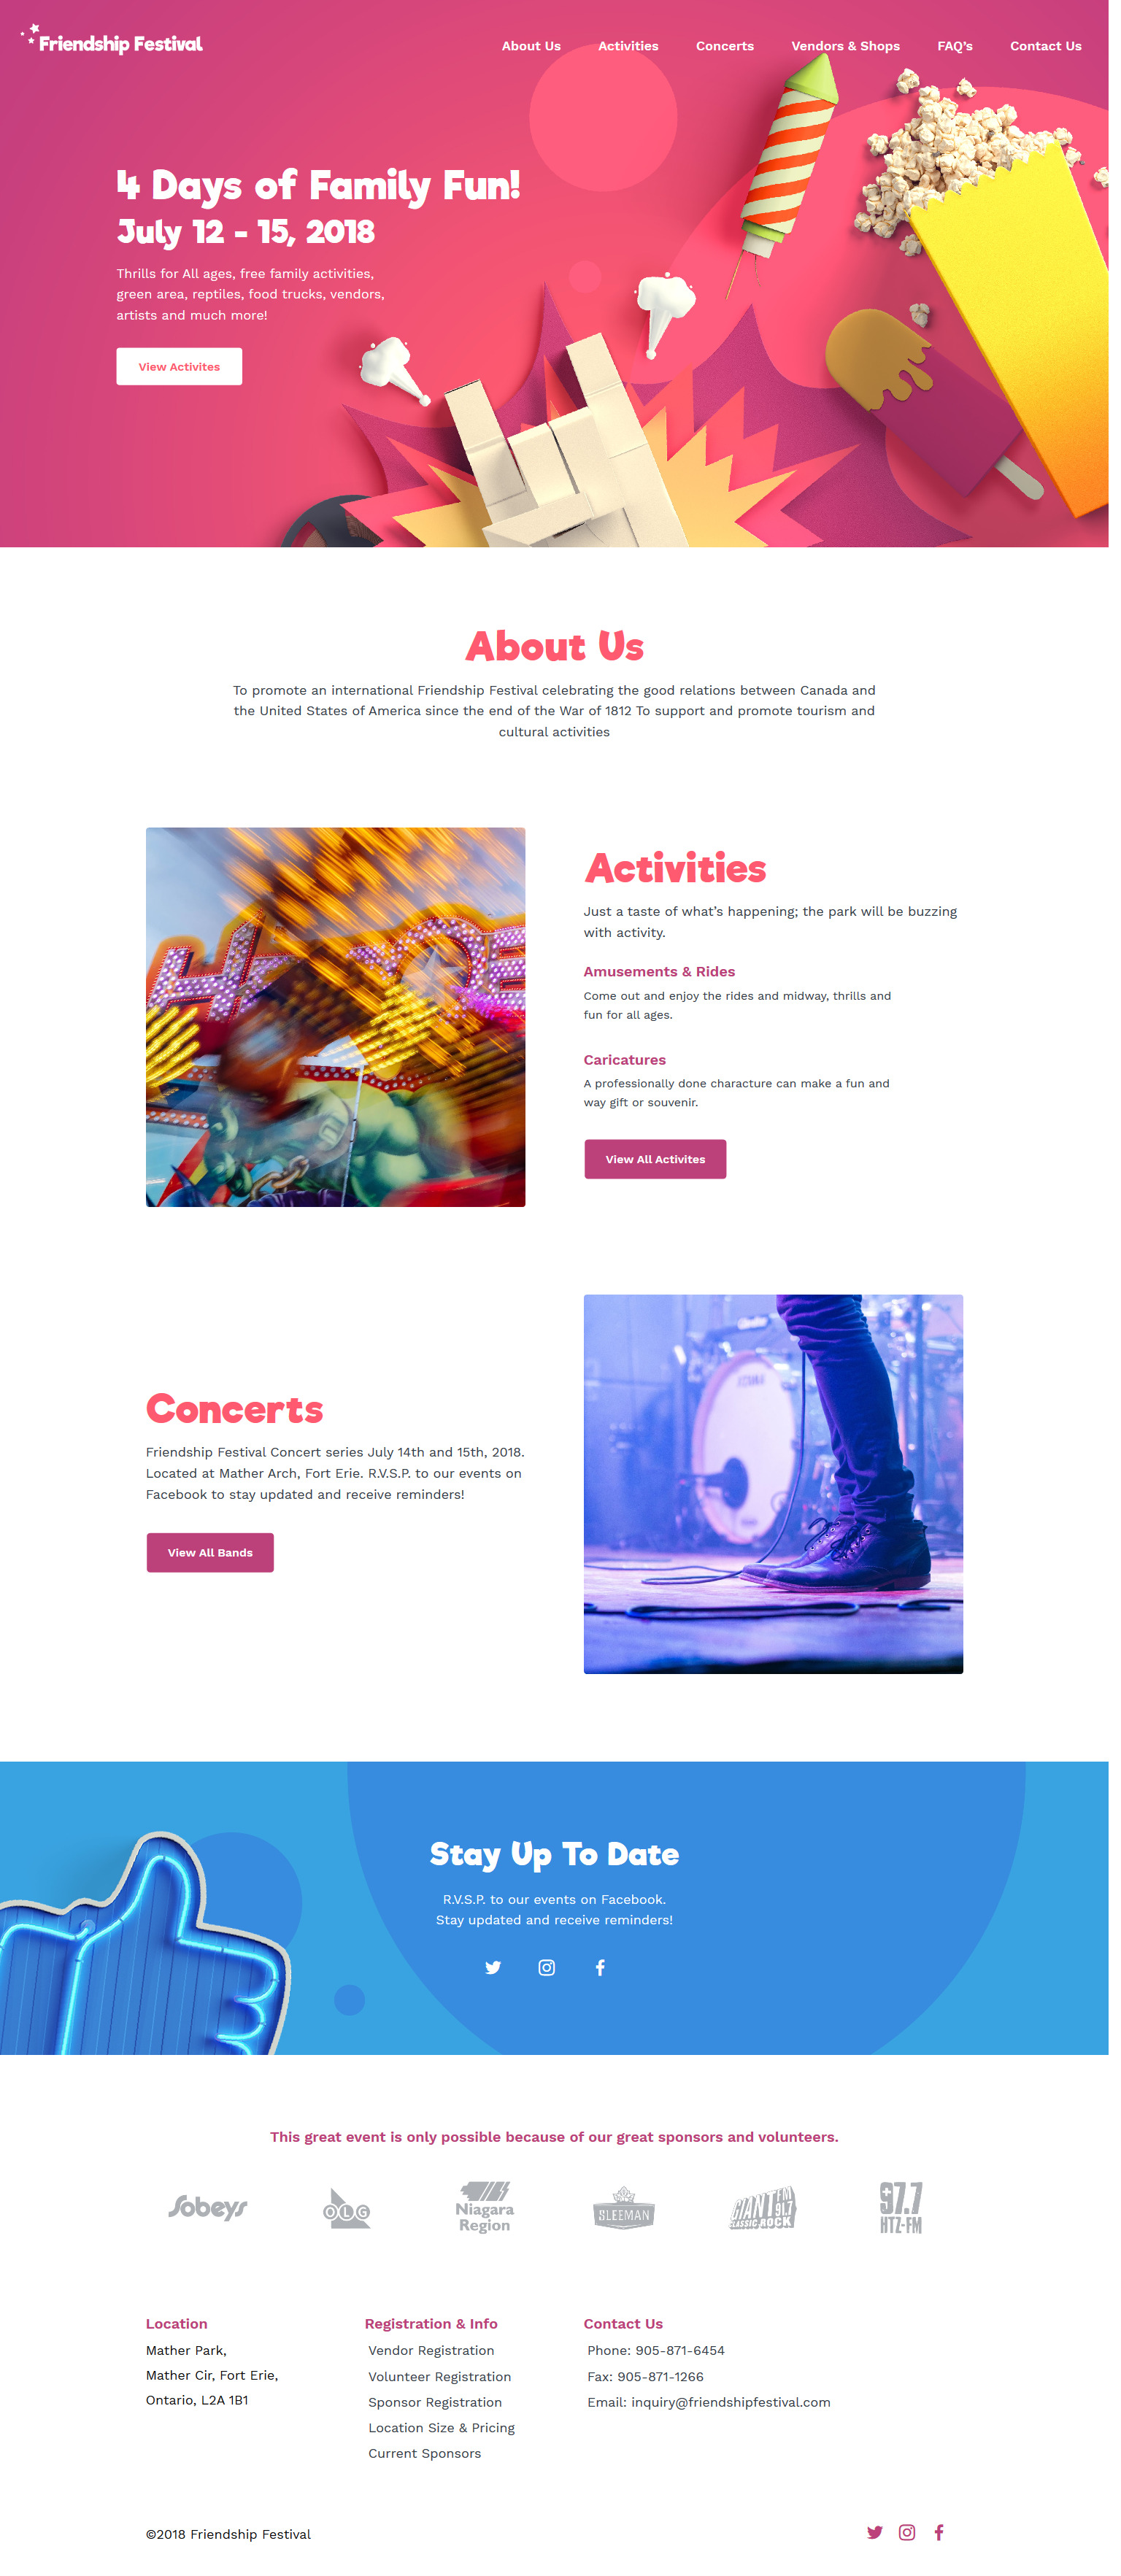 Friendship Festival
About Us
Activities
Concerts
Vendors & Shops
FAQ's
Contact Us
4 Days of Family Fun!
July 12 - 15, 2018
Thrills for All ages, free family activities,
green area, reptiles, food trucks, vendors,
artists and much more!
View Activites
About Us
To promote an international Friendship Festival celebrating the good relations between Canada and
the United States of America since the end of the War of 1812 To support and promote tourism and
cultural activities
Activities
Just a taste of what's happening; the park will be buzzing
with activity.
Amusements & Rides
Come out and enjoy the rides and midway, thrills and
fun for all ages.
Caricatures
A professionally done characture can make a fun and
way gift or souvenir.
View All Activites
Concerts
Friendship Festival Concert series July 14th and 15th, 2018.
Located at Mather Arch, Fort Erie. R.V.S.P. to our events on
Facebook to stay updated and receive reminders!
View All Bands
Stay Up To Date
R.V.S.P. to our events on Facebook.
Stay updated and receive reminders!
This great event is only possible because of our great sponsors and volunteers.
Sobeys
OLG
Niagara
Region
SLEEMAN
GIANT FM
91.7
CLASSIC ROCK
97.7
HTZ-FM
Location
Mather Park,
Mather Cir, Fort Erie,
Ontario, L2A 1B1
Registration & Info
Vendor Registration
Volunteer Registration
Sponsor Registration
Location Size & Pricing
Current Sponsors
Contact Us
Phone: 905-871-6454
Fax: 905-871-1266
Email: inquiry@friendshipfestival.com
©2018 Friendship Festival